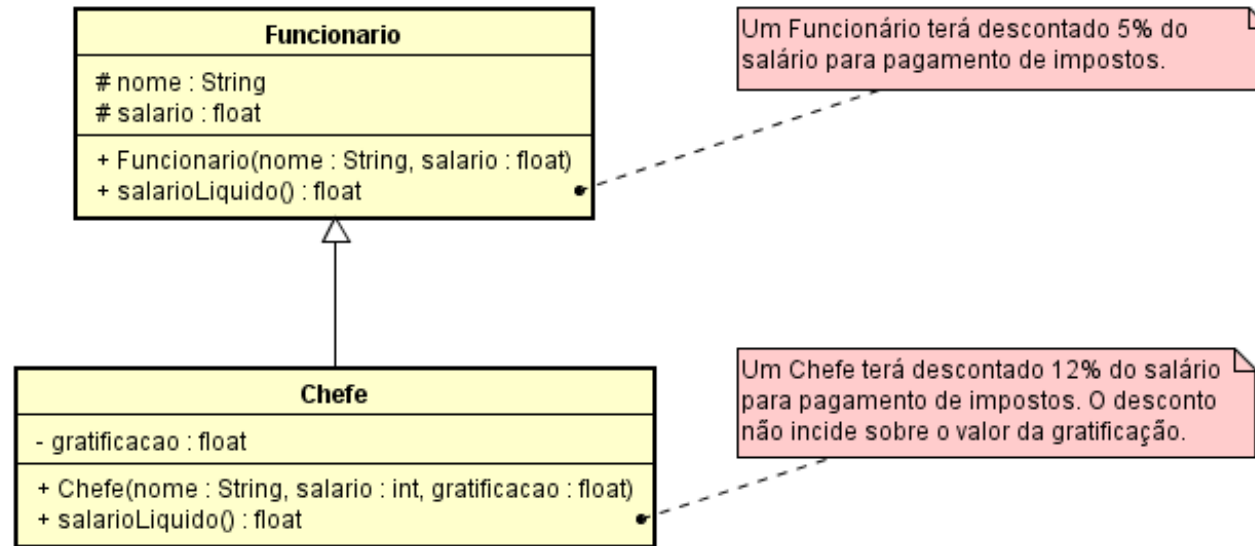 Funcionario
# nome : String
# salario : float
+ Funcionario(nome : String, salario : float)
+ salarioLiquido() : float
Um Funcionário terá descontado 5% do
salário para pagamento de impostos.
Chefe
- gratificacao : float
+ Chefe(nome : String, salario : int, gratificacao : float)
+ salarioLiquido() : float
Um Chefe terá descontado 12% do salário
para pagamento de impostos. O desconto
não incide sobre o valor da gratificação.